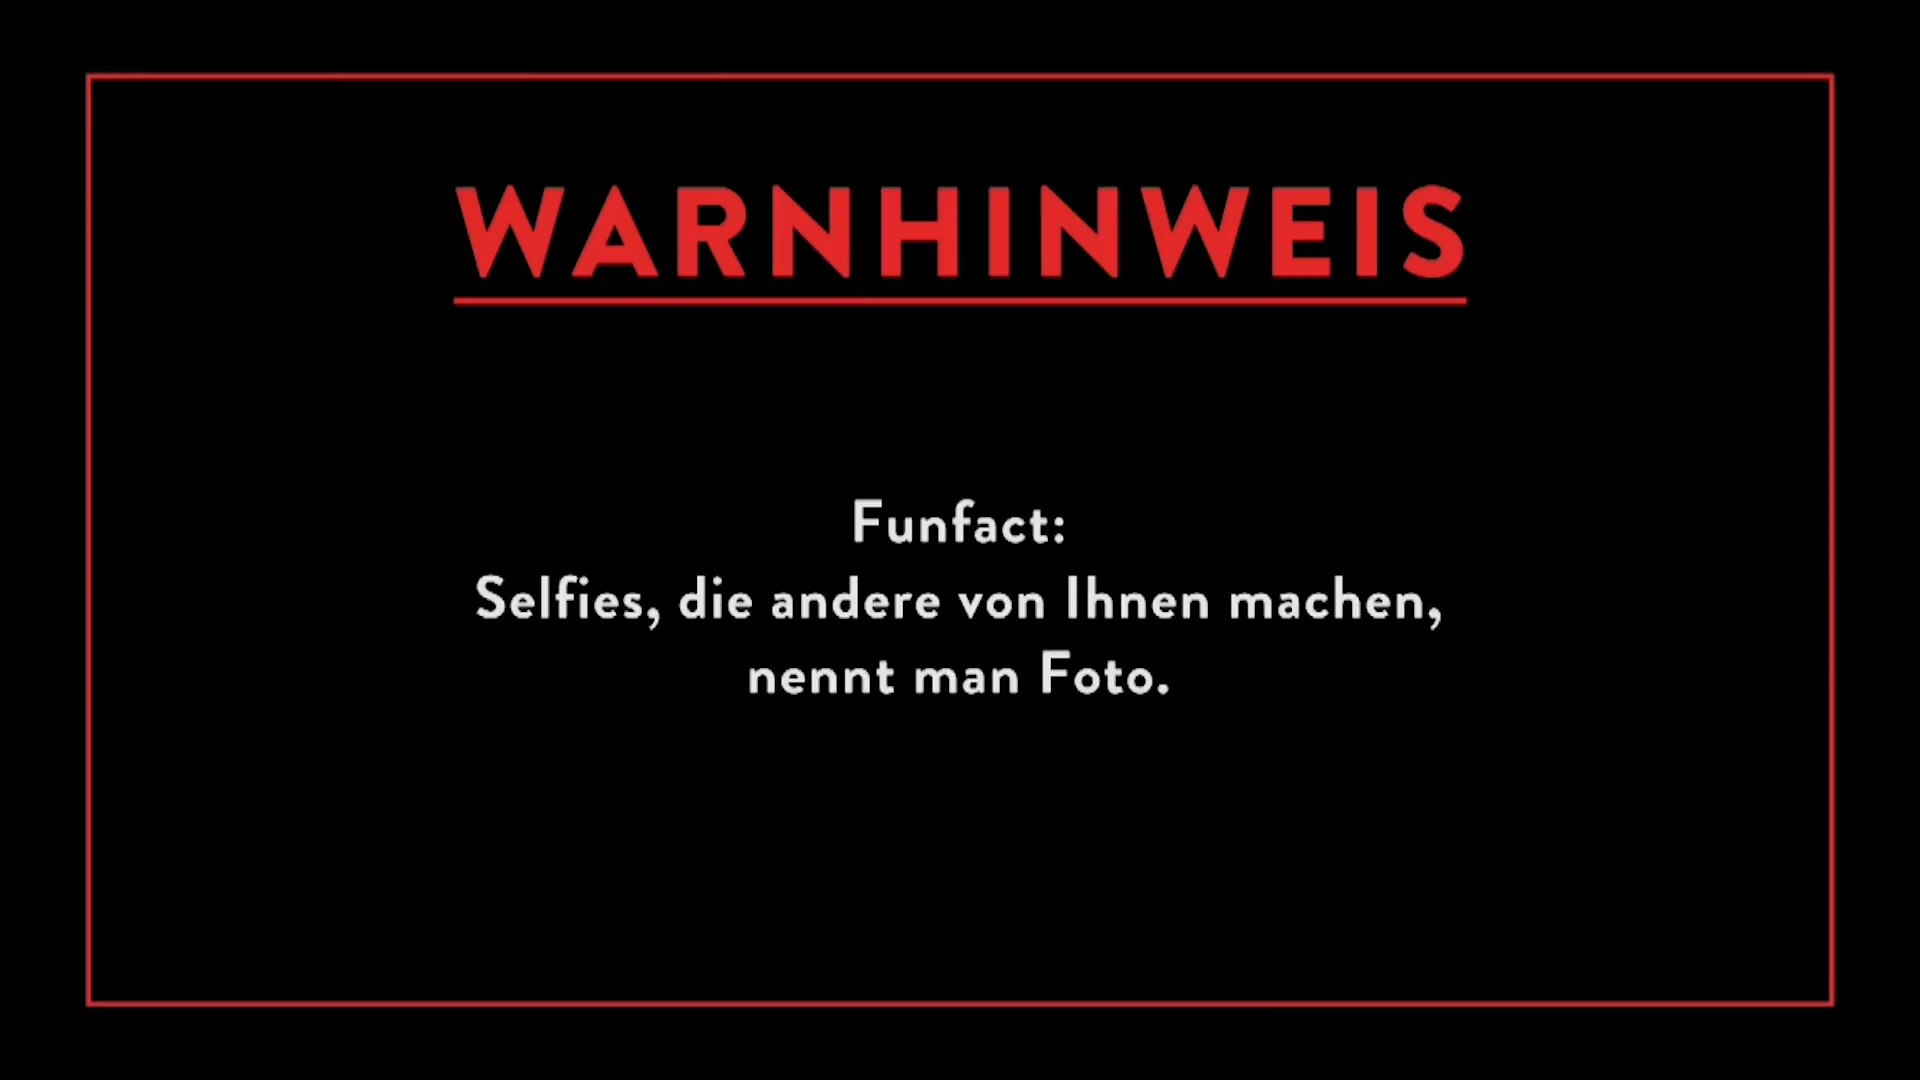 WARNHINWEIS
Funfact:
Selfies, die andere von Ihnen machen,
nennt man Foto.